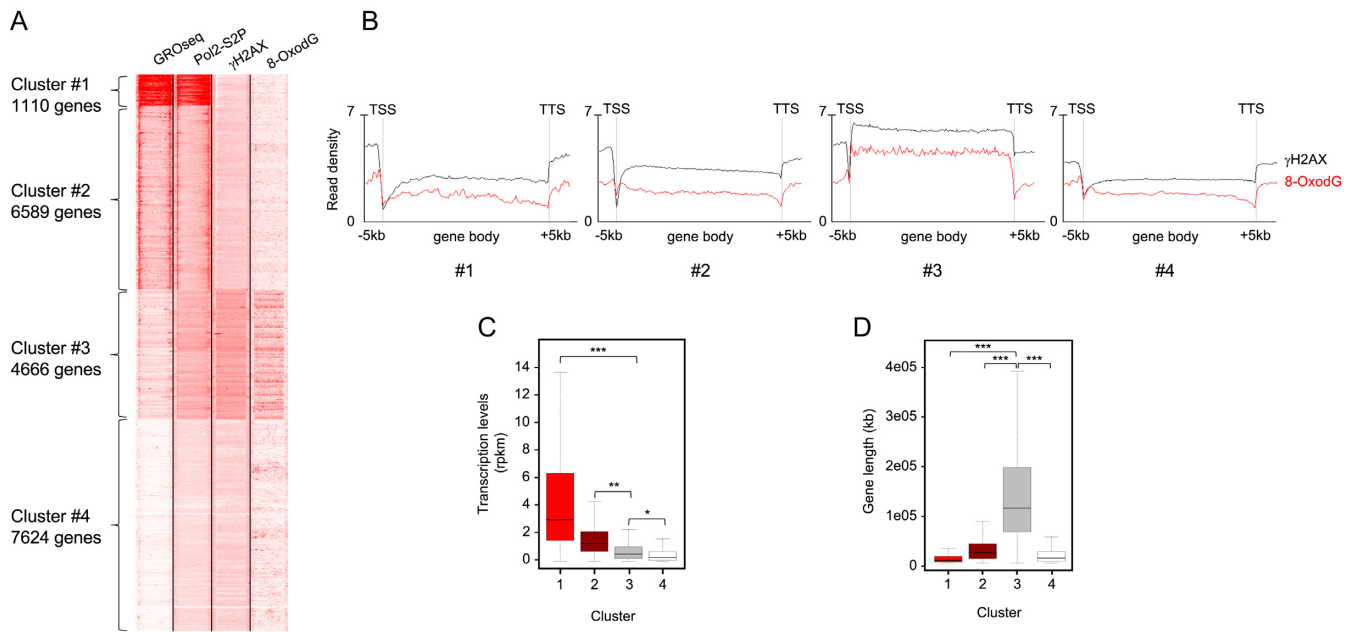 A
GROseq
Pol2-S2P
γH2AX
8-OxodG
Cluster #1
1110 genes
Cluster #2
6589 genes
Cluster #3
4666 genes
Cluster #4
7624 genes
B
Read density
7
TSS
TTS
0
-5kb
gene body
+5kb
#1
7
TSS
TTS
0
-5kb
gene body
+5kb
#2
7
TSS
TTS
0
-5kb
gene body
+5kb
#3
7
TSS
TTS
0
-5kb
gene body
+5kb
#4
γH2AX
8-OxodG
C
Transcription levels
(rpkm)
14
12
10
8
6
4
2
0
***
**
*
1 2 3 4
Cluster
D
Gene length (kb)
4e05
3e05
2e05
1e05
0
***
*** ***
1 2 3 4
Cluster